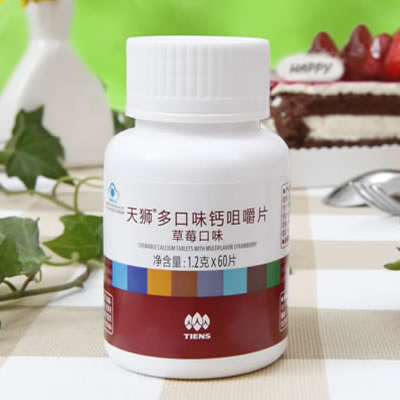 HAPPY
天狮®多口味钙咀嚼片
草莓口味
CHEWABLE CALCIUM TABLETS WITH MULTIFLAVOR STRAWBERRY
净含量:1.2克x60片
TIENS